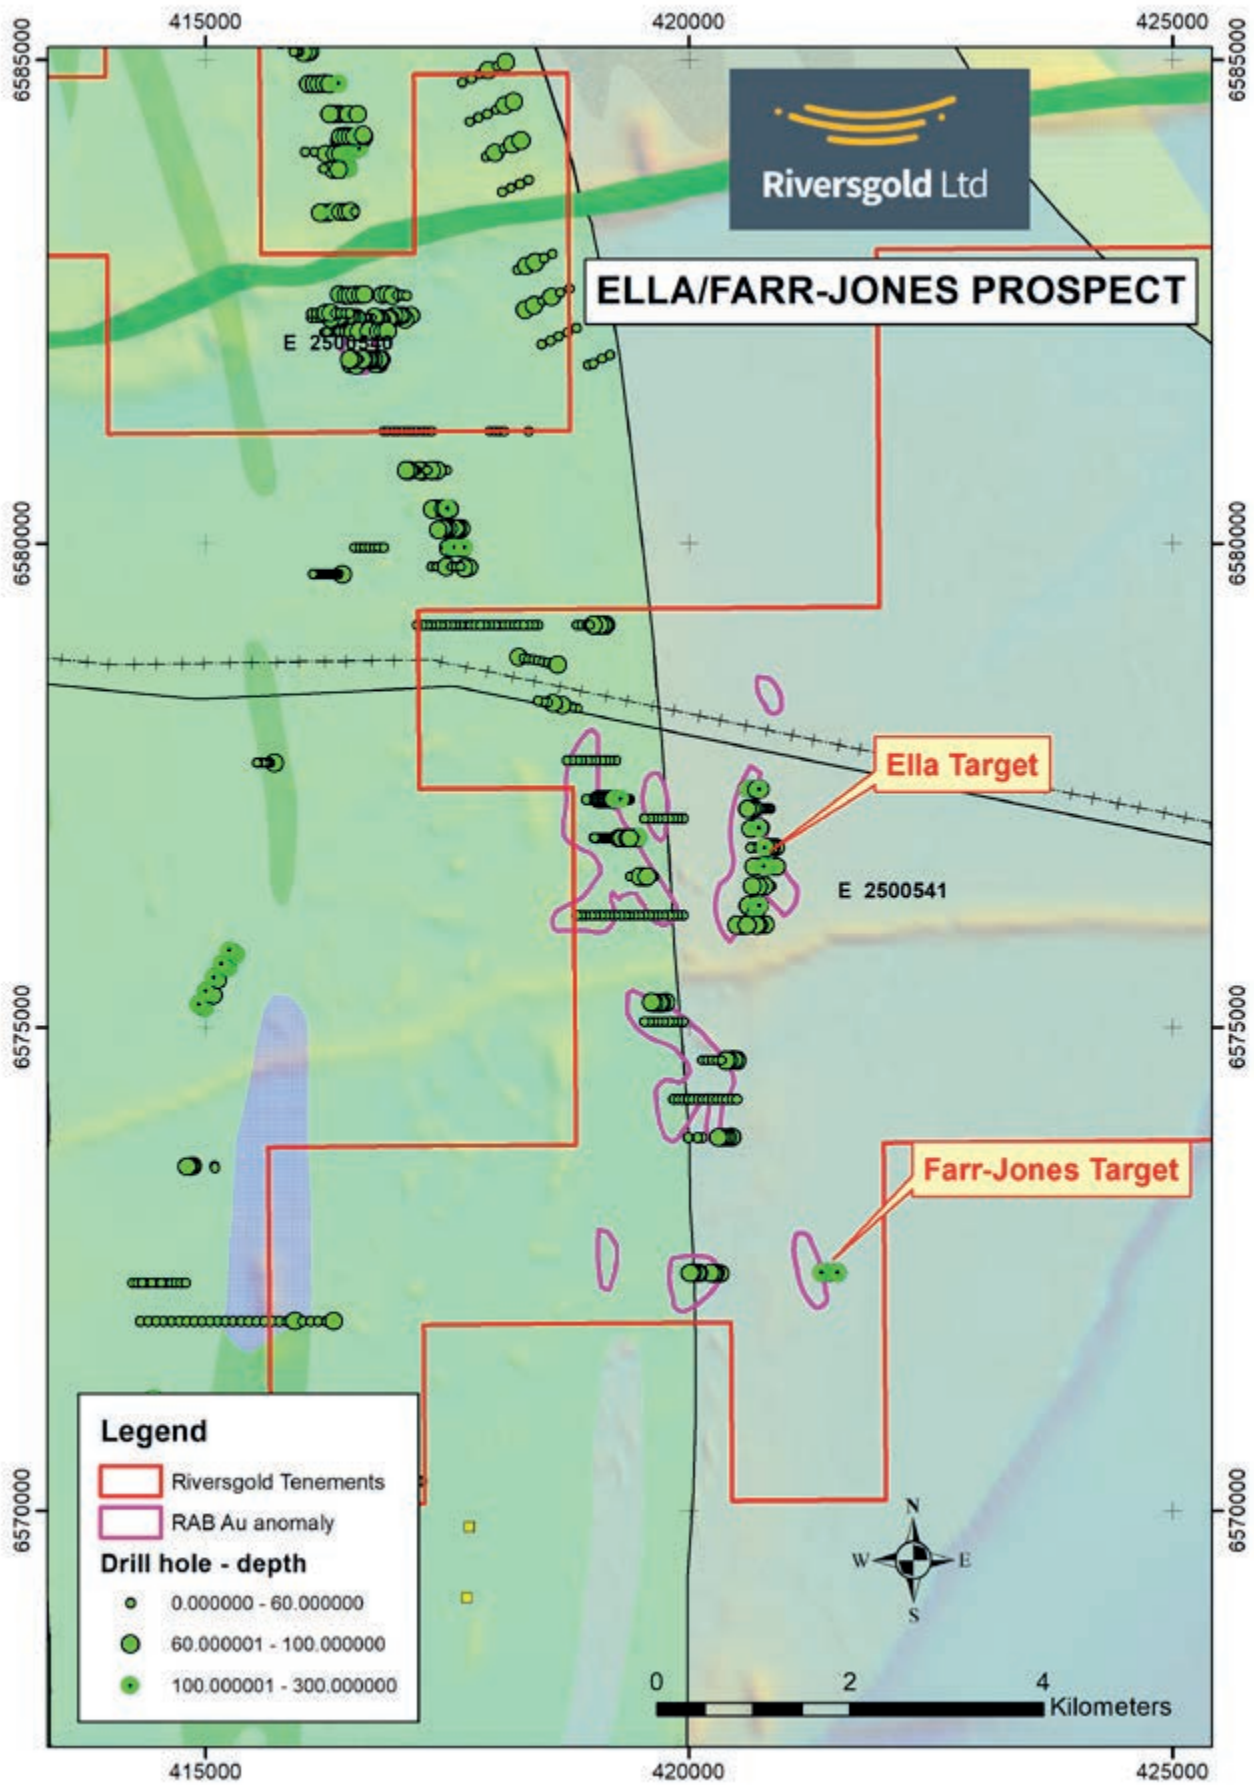 415000
420000
425000
6585000
6585000
Riversgold Ltd
ELLA/FARR-JONES PROSPECT
E 2500540
6580000
6580000
Ella Target
E 2500541
6575000
6575000
Farr-Jones Target
Legend
Riversgold Tenements
RAB Au anomaly
Drill hole - depth
0.000000 - 60.000000
60.000001 - 100.000000
100.000001 - 300.000000
6570000
6570000
N
W
E
S
0
2
4
Kilometers
415000
420000
425000